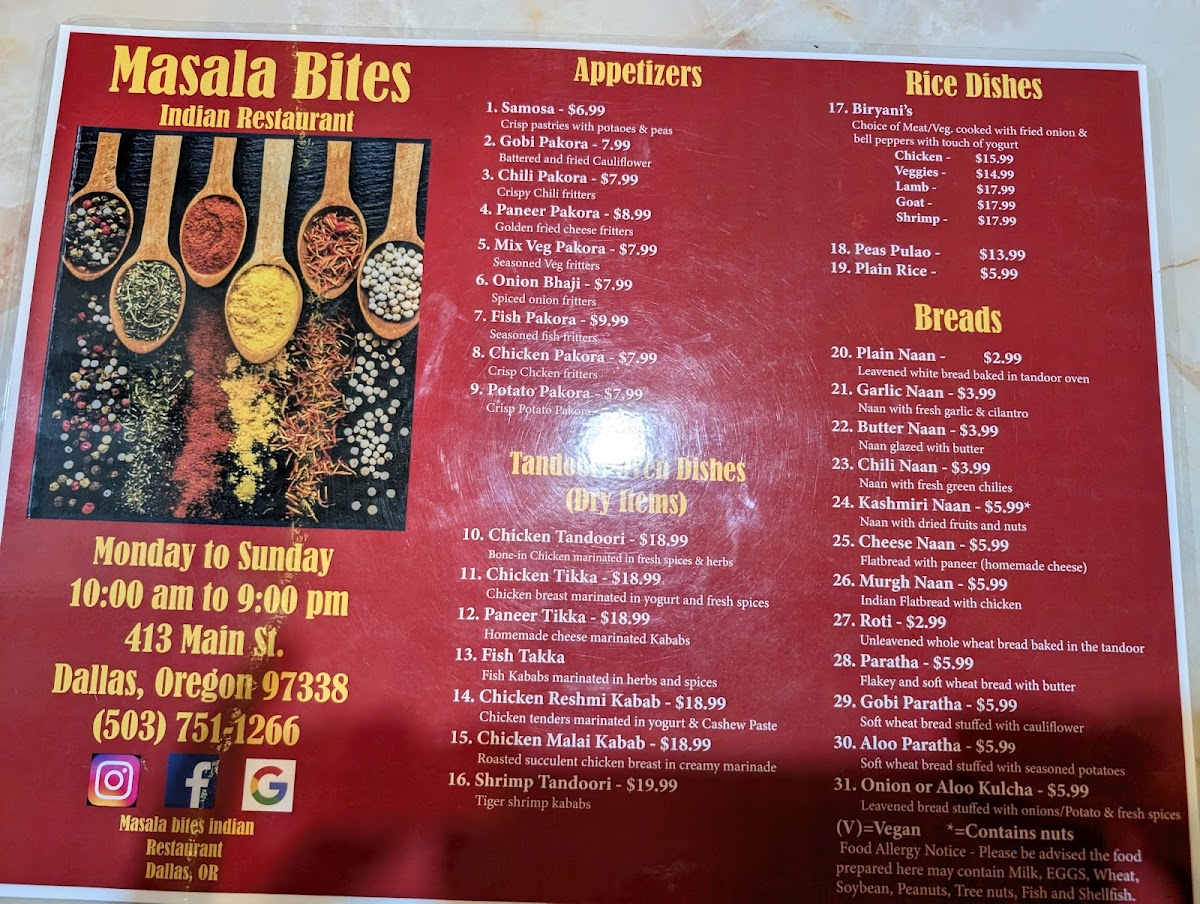 Masala Bites
Indian Restaurant
Monday to Sunday
10:00 am to 9:00 pm
413 Main St.
Dallas, Oregon 97338
(503) 751-1266
Masala bites indian
Restaurant
Dallas, OR
Appetizers
1. Samosa - $6.99
Crisp pastries with potaoes & peas
2. Gobi Pakora - 7.99
Battered and fried Cauliflower
3. Chili Pakora - $7.99
Crispy Chili fritters
4. Paneer Pakora - $8.99
Golden fried cheese fritters
5. Mix Veg Pakora - $7.99
Seasoned Veg fritters
6. Onion Bhaji - $7.99
Spiced onion fritters
7. Fish Pakora - $9.99
Seasoned fish fritters
8. Chicken Pakora - $7.99
Crisp Chcken fritters
9. Potato Pakora - $7.99
Crisp Potato Pakora
Dishes
(Dry Items)
10. Chicken Tandoori - $18.99
Bone-in Chicken marinated in fresh spices & herbs
11. Chicken Tikka - $18.99
Chicken breast marinated in yogurt and fresh spices
12. Paneer Tikka - $18.99
Homemade cheese marinated Kababs
13. Fish Takka
Fish Kababs marinated in herbs and spices
14. Chicken Reshmi Kabab - $18.99
Chicken tenders marinated in yogurt & Cashew Paste
15. Chicken Malai Kabab - $18.99
Roasted succulent chicken breast in creamy marinade
16. Shrimp Tandoori - $19.99
Tiger shrimp kababs
Rice Dishes
17. Biryani's
Choice of Meat/Veg. cooked with fried onion &
bell peppers with touch of yogurt
Chicken - $15.99
Veggies - $14.99
Lamb - $17.99
Goat - $17.99
Shrimp - $17.99
18. Peas Pulao - $13.99
19. Plain Rice - $5.99
Breads
20. Plain Naan - $2.99
Leavened white bread baked in tandoor oven
21. Garlic Naan - $3.99
Naan with fresh garlic & cilantro
22. Butter Naan - $3.99
Naan glazed with butter
23. Chili Naan - $3.99
Naan with fresh green chilies
24. Kashmiri Naan - $5.99*
Naan with dried fruits and nuts
25. Cheese Naan - $5.99
Flatbread with paneer (homemade cheese)
26. Murgh Naan - $5.99
Indian Flatbread with chicken
27. Roti - $2.99
Unleavened whole wheat bread baked in the tandoor
28. Paratha - $5.99
Flakey and soft wheat bread with butter
29. Gobi Paratha - $5.99
Soft wheat bread stuffed with cauliflower
30. Aloo Paratha - $5.99
Soft wheat bread stuffed with seasoned potatoes
31. Onion or Aloo Kulcha - $5.99
Leavened bread stuffed with onions/Potato & fresh spices
(V)=Vegan *=Contains nuts
Food Allergy Notice - Please be advised the food
prepared here may contain Milk, EGGS, Wheat,
Soybean, Peanuts, Tree nuts, Fish and Shellfish.